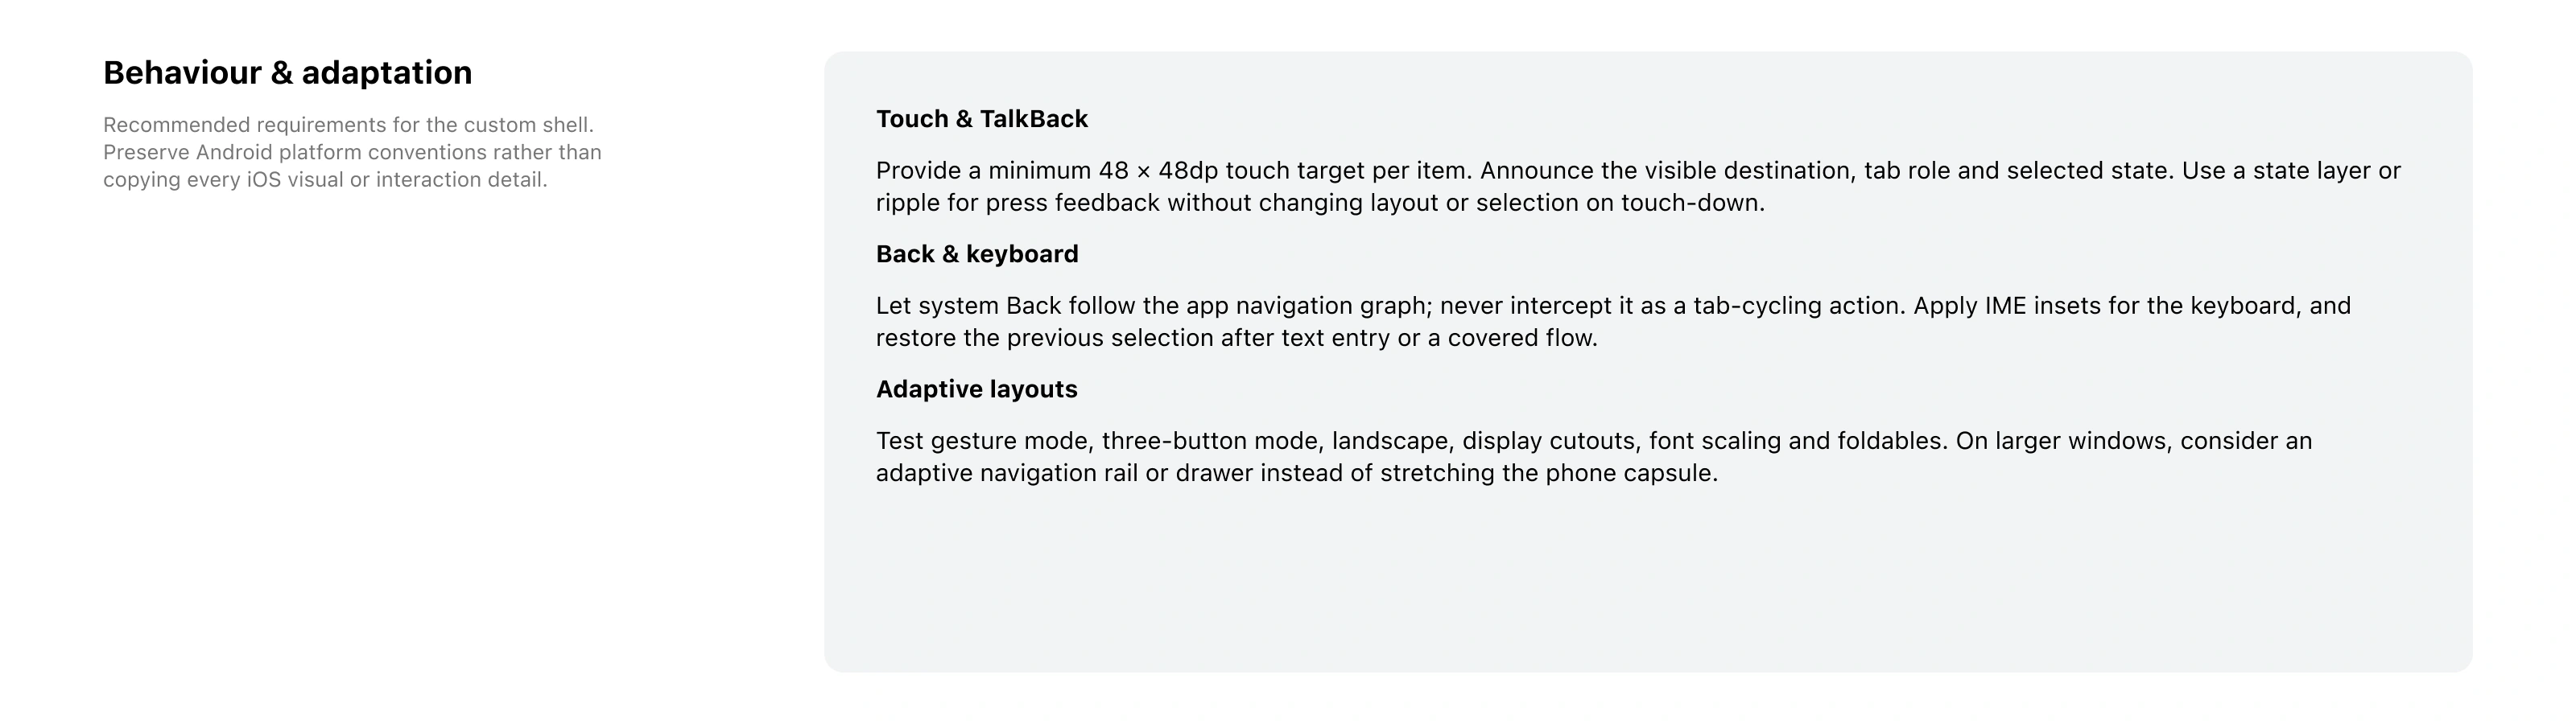 Behaviour & adaptation
Recommended requirements for the custom shell.
Preserve Android platform conventions rather than
copying every iOS visual or interaction detail.
Touch & TalkBack
Provide a minimum 48 × 48dp touch target per item. Announce the visible destination, tab role and selected state. Use a state layer or
ripple for press feedback without changing layout or selection on touch-down.
Back & keyboard
Let system Back follow the app navigation graph; never intercept it as a tab-cycling action. Apply IME insets for the keyboard, and
restore the previous selection after text entry or a covered flow.
Adaptive layouts
Test gesture mode, three-button mode, landscape, display cutouts, font scaling and foldables. On larger windows, consider an
adaptive navigation rail or drawer instead of stretching the phone capsule.